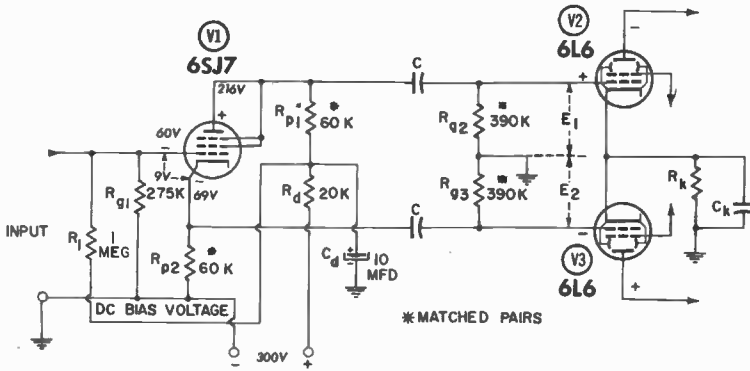 V1
6SJ7
216V
+
60V
−
9V
−
69V
Rp1
*
60K
Rg1
275K
R1
1
MEG
INPUT
Rp2
*
60K
Rd
20K
Cd
+
10
MFD
DC BIAS VOLTAGE
−
300V
+
C
C
Rg2
*
390K
Rg3
*
390K
+
E1
−
−
E2
−
*MATCHED PAIRS
V2
6L6
−
Rk
Ck
V3
6L6
+